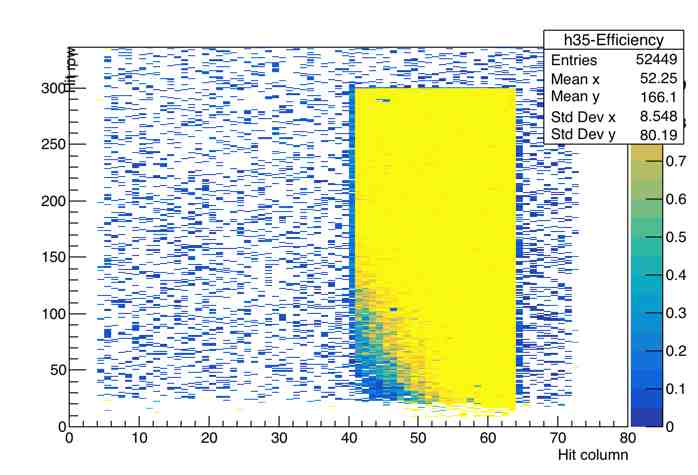 h35-Efficiency
Entries 52449
Mean x 52.25
Mean y 166.1
Std Dev x 8.548
Std Dev y 80.19
300
250
200
150
100
50
0
0 10 20 30 40 50 60 70 80
Hit column
0.7
0.6
0.5
0.4
0.3
0.2
0.1
0